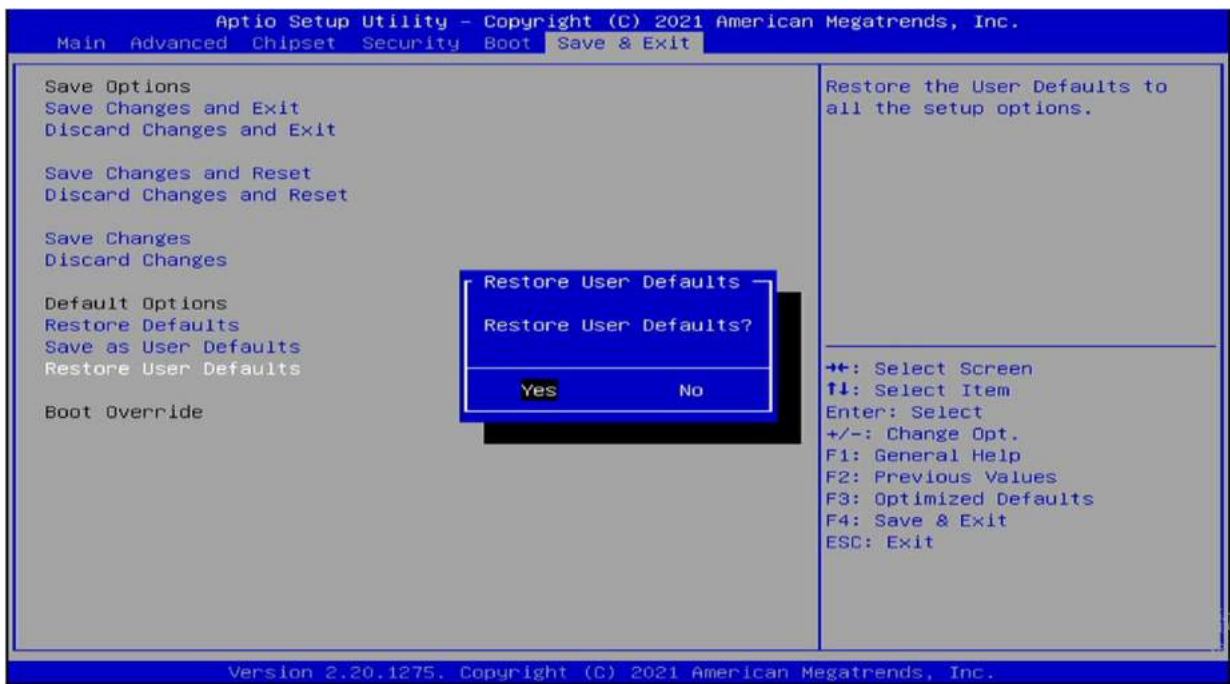 Aptio Setup Utility – Copyright (C) 2021 American Megatrends, Inc.
Main Advanced Chipset Security Boot Save & Exit
Save Options
Save Changes and Exit
Discard Changes and Exit
Save Changes and Reset
Discard Changes and Reset
Save Changes
Discard Changes
Default Options
Restore Defaults
Save as User Defaults
Restore User Defaults
Boot Override
Restore User Defaults
Restore User Defaults?
Yes No
Restore the User Defaults to
all the setup options.
→←: Select Screen
↑↓: Select Item
Enter: Select
+/-: Change Opt.
F1: General Help
F2: Previous Values
F3: Optimized Defaults
F4: Save & Exit
ESC: Exit
Version 2.20.1275. Copyright (C) 2021 American Megatrends, Inc.